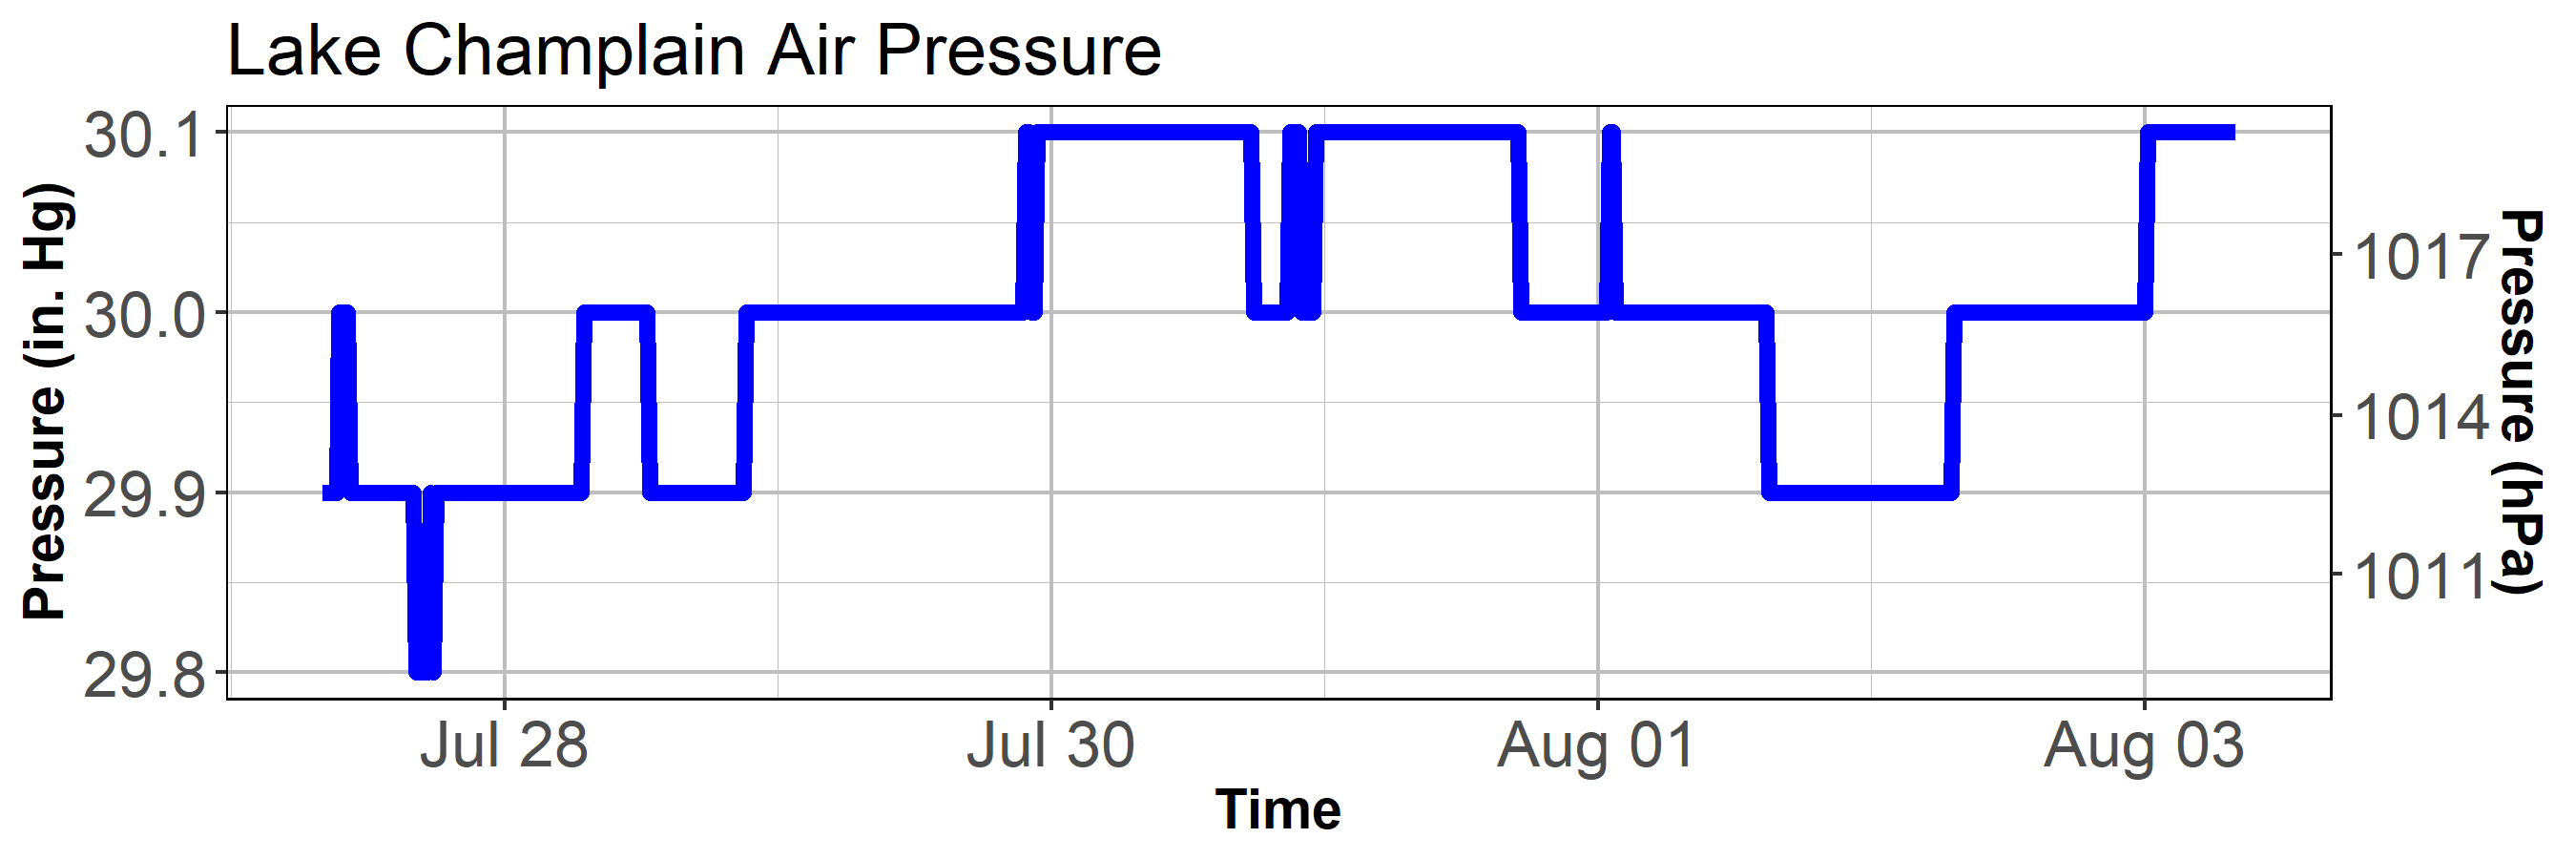 Lake Champlain Air Pressure
Pressure (in. Hg)
30.1
30.0
29.9
29.8
1017
1014
1011
Pressure (hPa)
Jul 28
Jul 30
Aug 01
Aug 03
Time